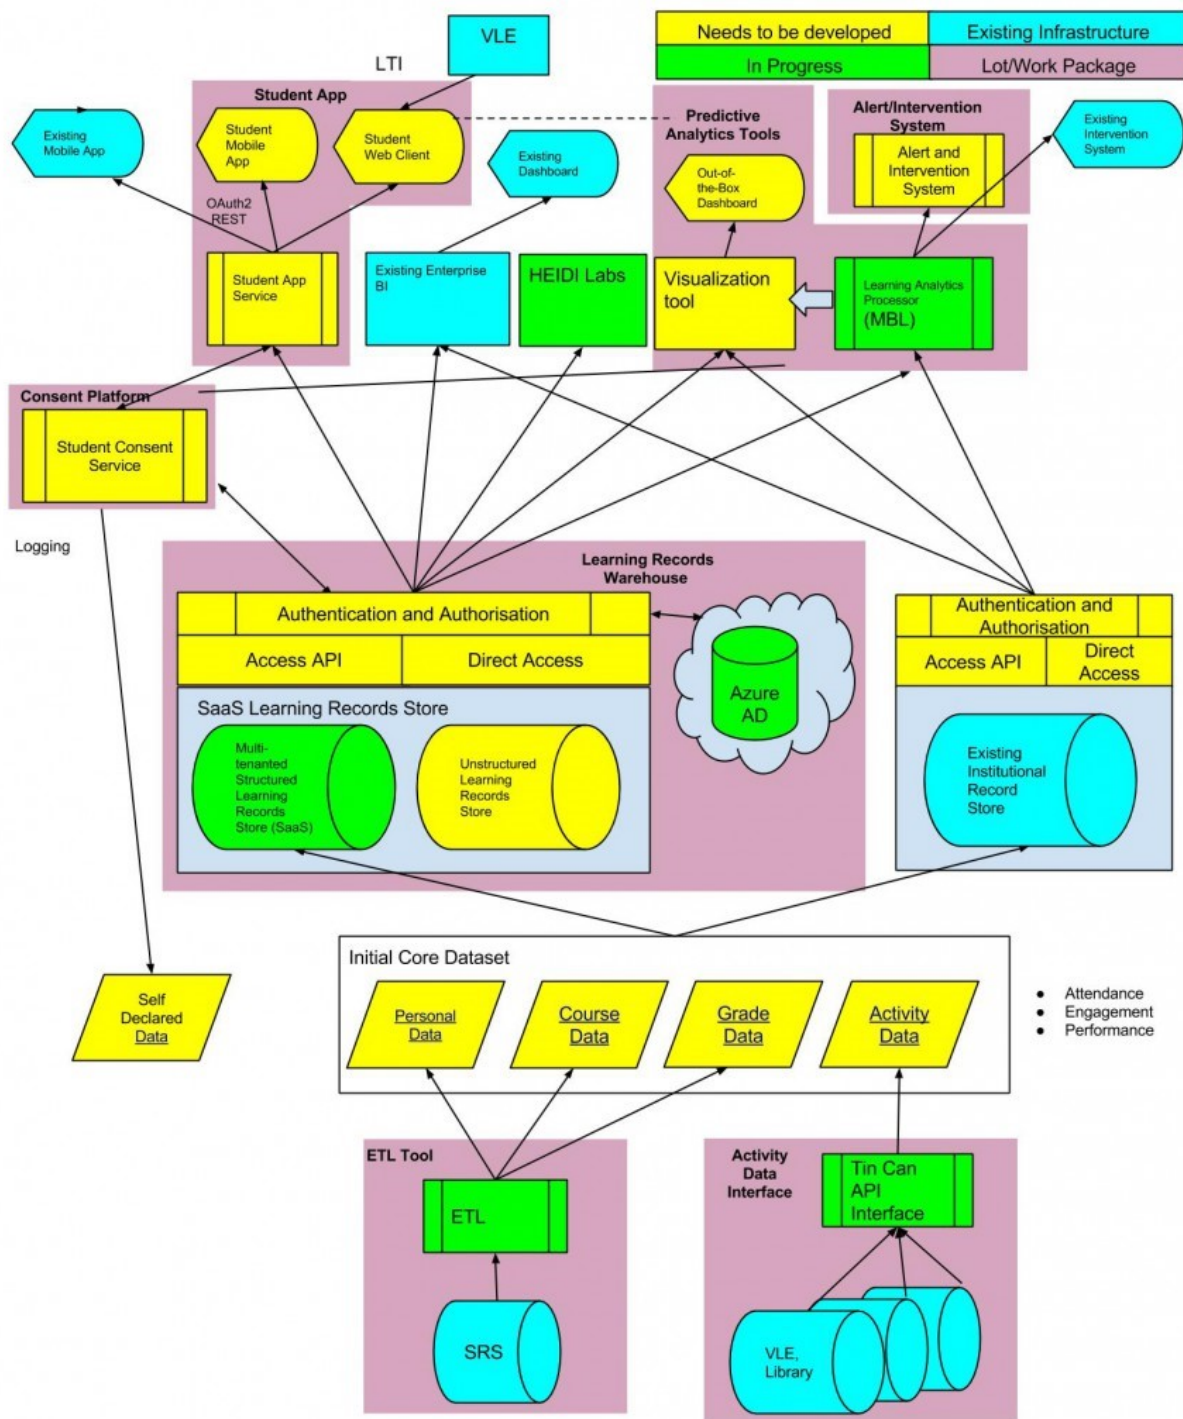 VLE
Needs to be developed
Existing Infrastructure
In Progress
Lot/Work Package
LTI
Student App
Existing
Mobile App
Student
Mobile
App
Student
Web Client
Existing
Dashboard
Predictive
Analytics Tools
Out-of-
the-Box
Dashboard
Alert/Intervention
System
Alert and
Intervention
System
Existing
Intervention
System
OAuth2
REST
Student App
Service
Existing Enterprise
BI
HEIDI Labs
Visualization
tool
Learning Analytics
Processor
(MBL)
Consent Platform
Student Consent
Service
Logging
Learning Records
Warehouse
Authentication and Authorisation
Access API
Direct Access
SaaS Learning Records Store
Multi-
tenanted
Structured
Learning
Records
Store (SaaS)
Unstructured
Learning
Records
Store
Azure
AD
Authentication and
Authorisation
Access API
Direct
Access
Existing
Institutional
Record
Store
Self
Declared
Data
Initial Core Dataset
Personal
Data
Course
Data
Grade
Data
Activity
Data
● Attendance
● Engagement
● Performance
ETL Tool
ETL
SRS
Activity
Data
Interface
Tin Can
API
Interface
VLE,
Library